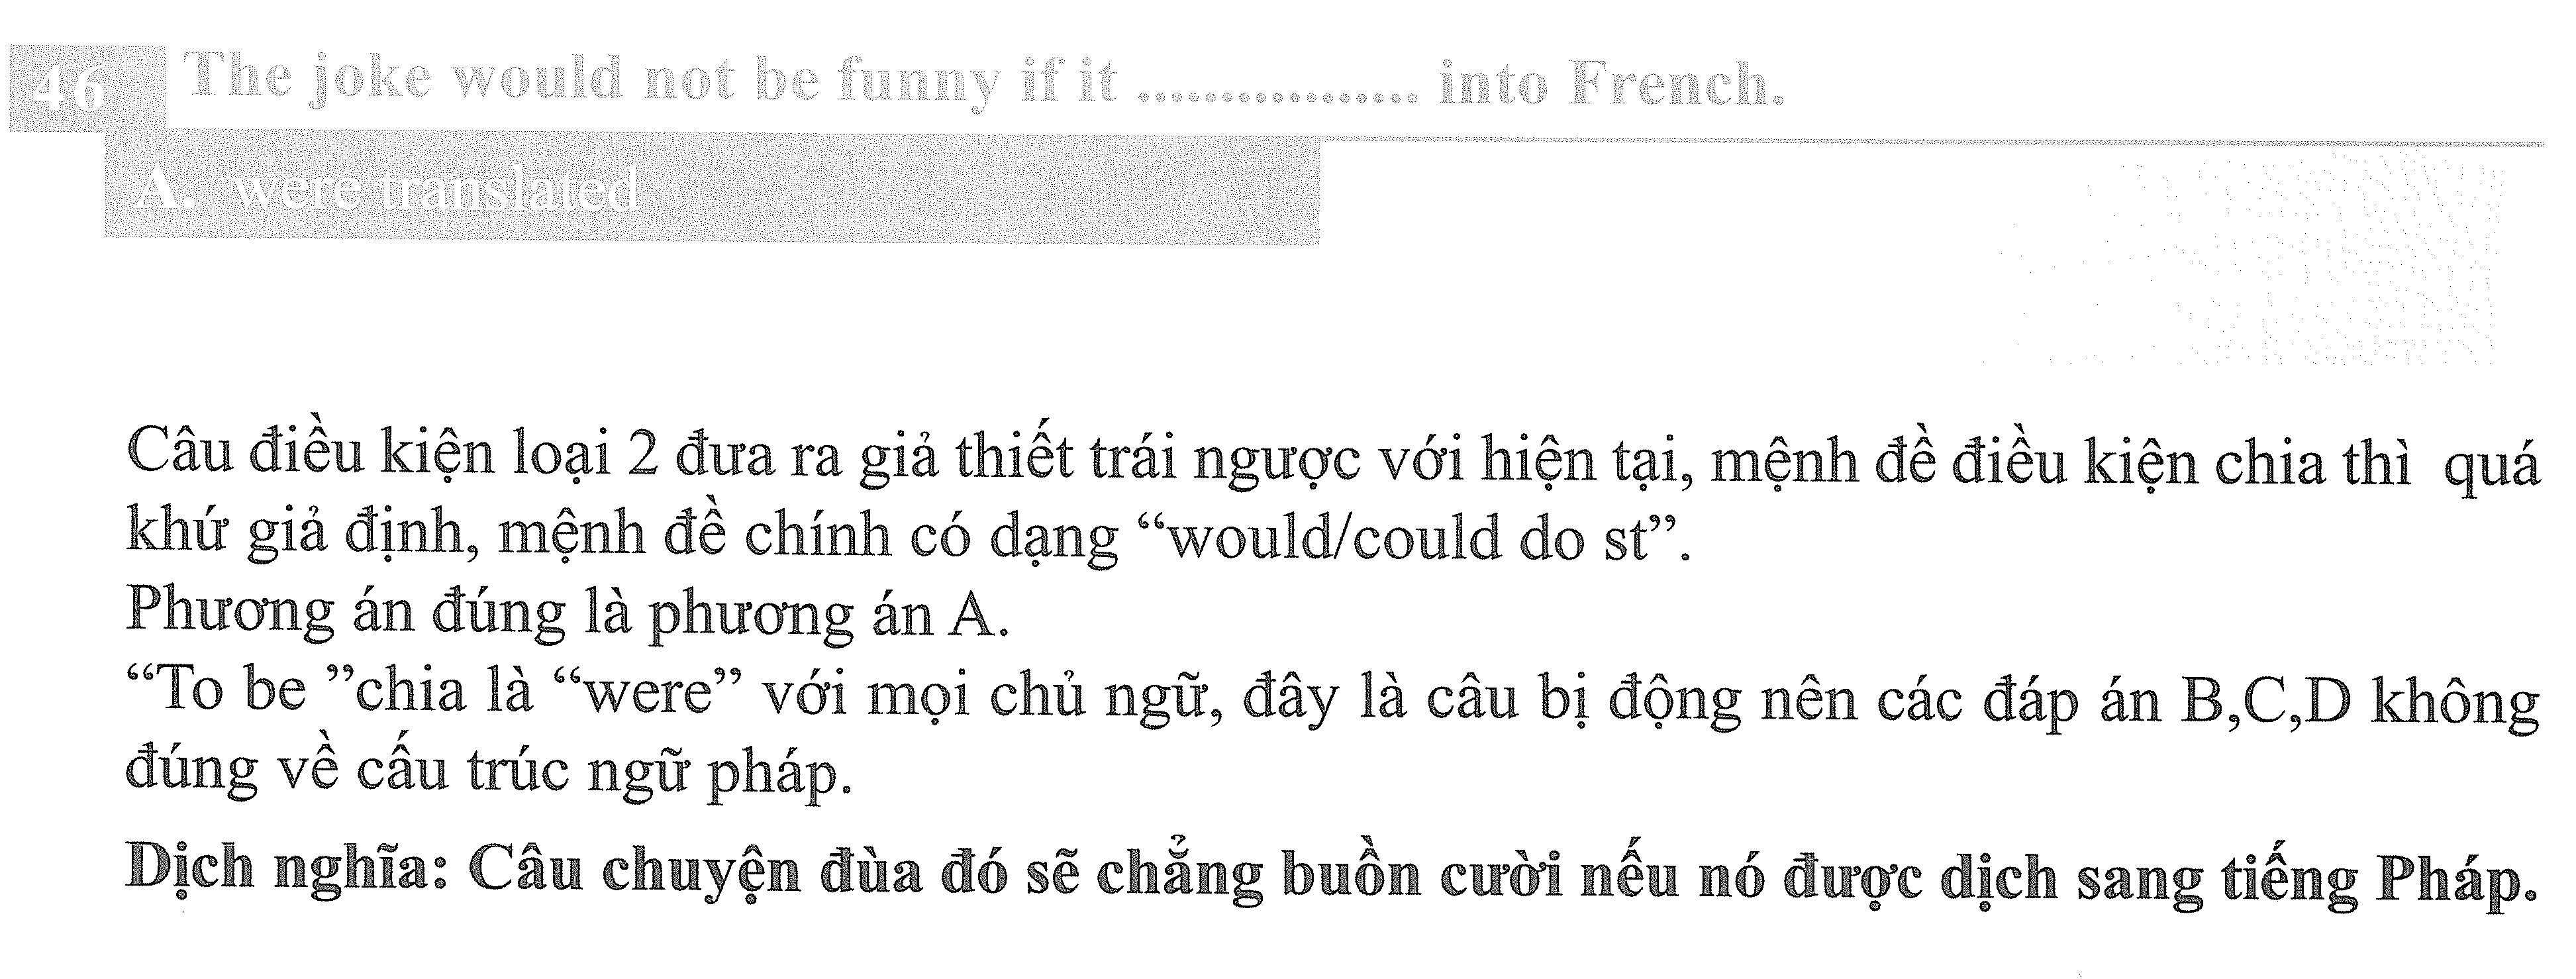 46 The joke would not be funny if it ................. into French.
A. were translated
Câu điều kiện loại 2 đưa ra giả thiết trái ngược với hiện tại, mệnh đề điều kiện chia thì quá
khứ giả định, mệnh đề chính có dạng “would/could do st”.
Phương án đúng là phương án A.
“To be ”chia là “were” với mọi chủ ngữ, đây là câu bị động nên các đáp án B,C,D không
đúng về cấu trúc ngữ pháp.
Dịch nghĩa: Câu chuyện đùa đó sẽ chẳng buồn cười nếu nó được dịch sang tiếng Pháp.